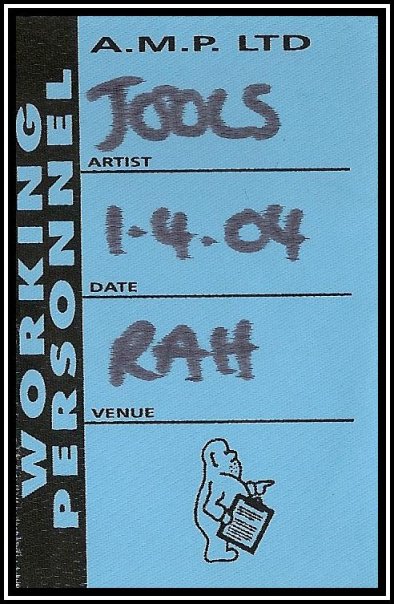 A.M.P. LTD
JOOLS
ARTIST
1.4.04
DATE
RAH
VENUE
WORKING
PERSONNEL